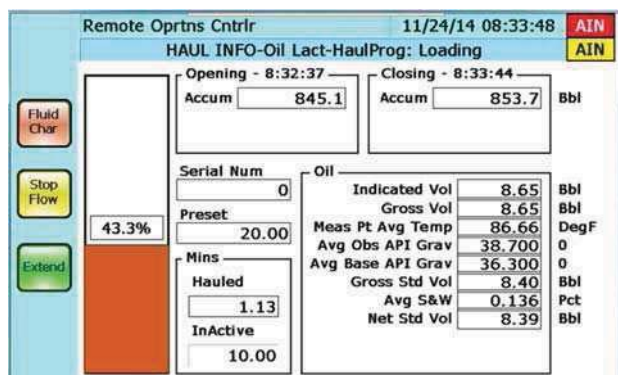 Remote Oprtns Cntrlr 11/24/14 08:33:48 AIN
HAUL INFO-Oil Lact-HaulProg: Loading AIN
Opening - 8:32:37
Accum 845.1
Closing - 8:33:44
Accum 853.7 Bbl
Fluid
Char
Stop
Flow
Extend
43.3%
Serial Num
0
Preset
20.00
Mins
Hauled
1.13
InActive
10.00
Oil
Indicated Vol 8.65 Bbl
Gross Vol 8.65 Bbl
Meas Pt Avg Temp 86.66 DegF
Avg Obs API Grav 38.700 0
Avg Base API Grav 36.300 0
Gross Std Vol 8.40 Bbl
Avg S&W 0.136 Pct
Net Std Vol 8.39 Bbl